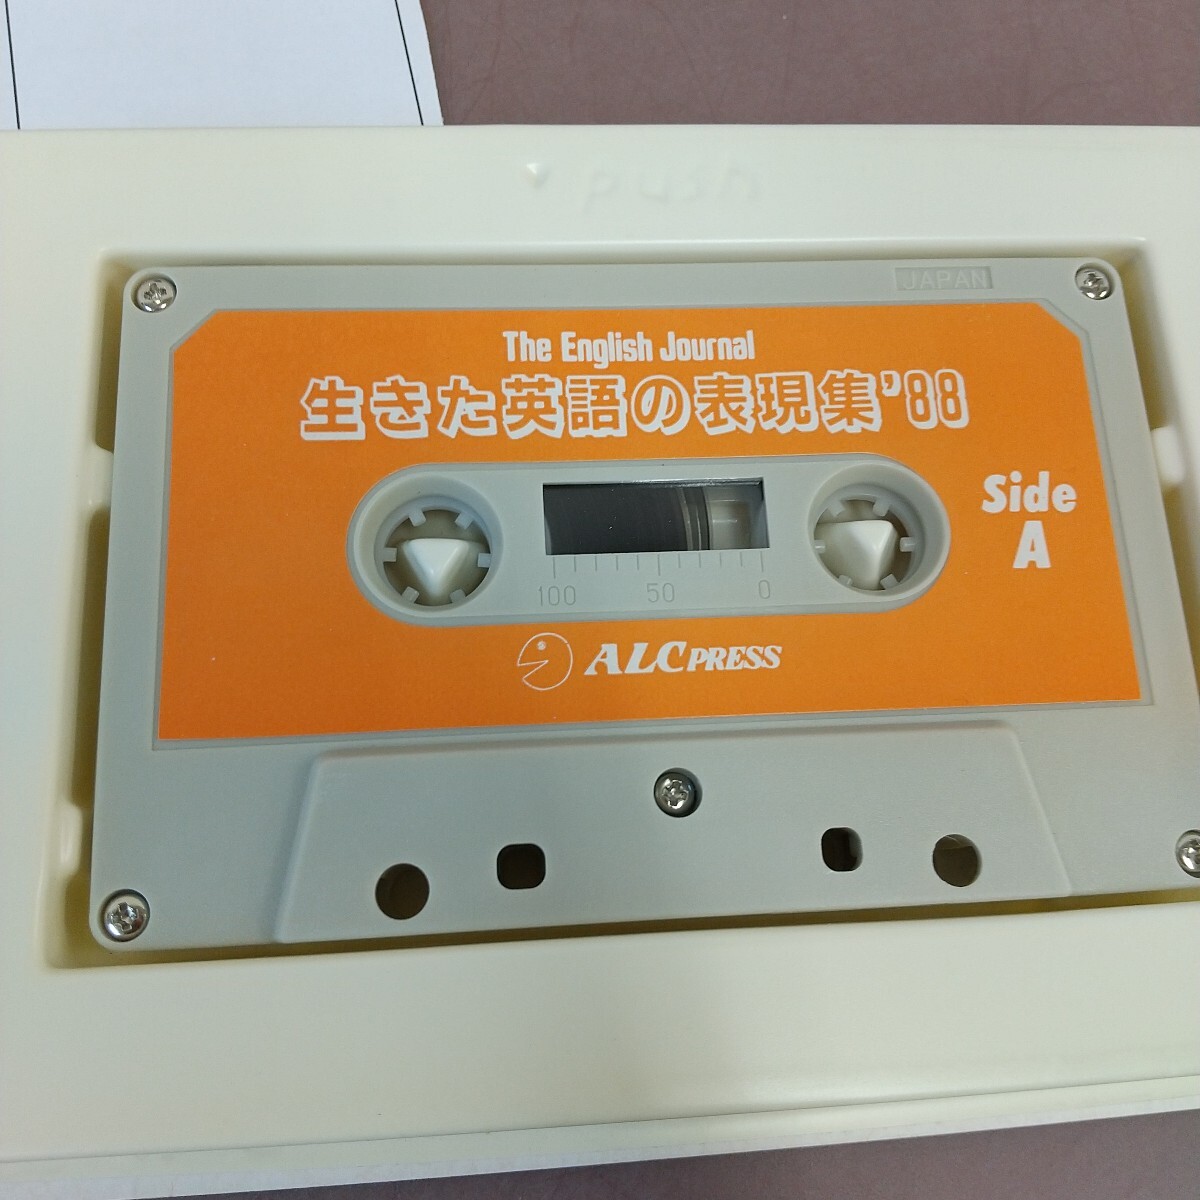 push
JAPAN
The English Journal
生きた英語の表現集'88
Side
A
100 50 0
ALC PRESS